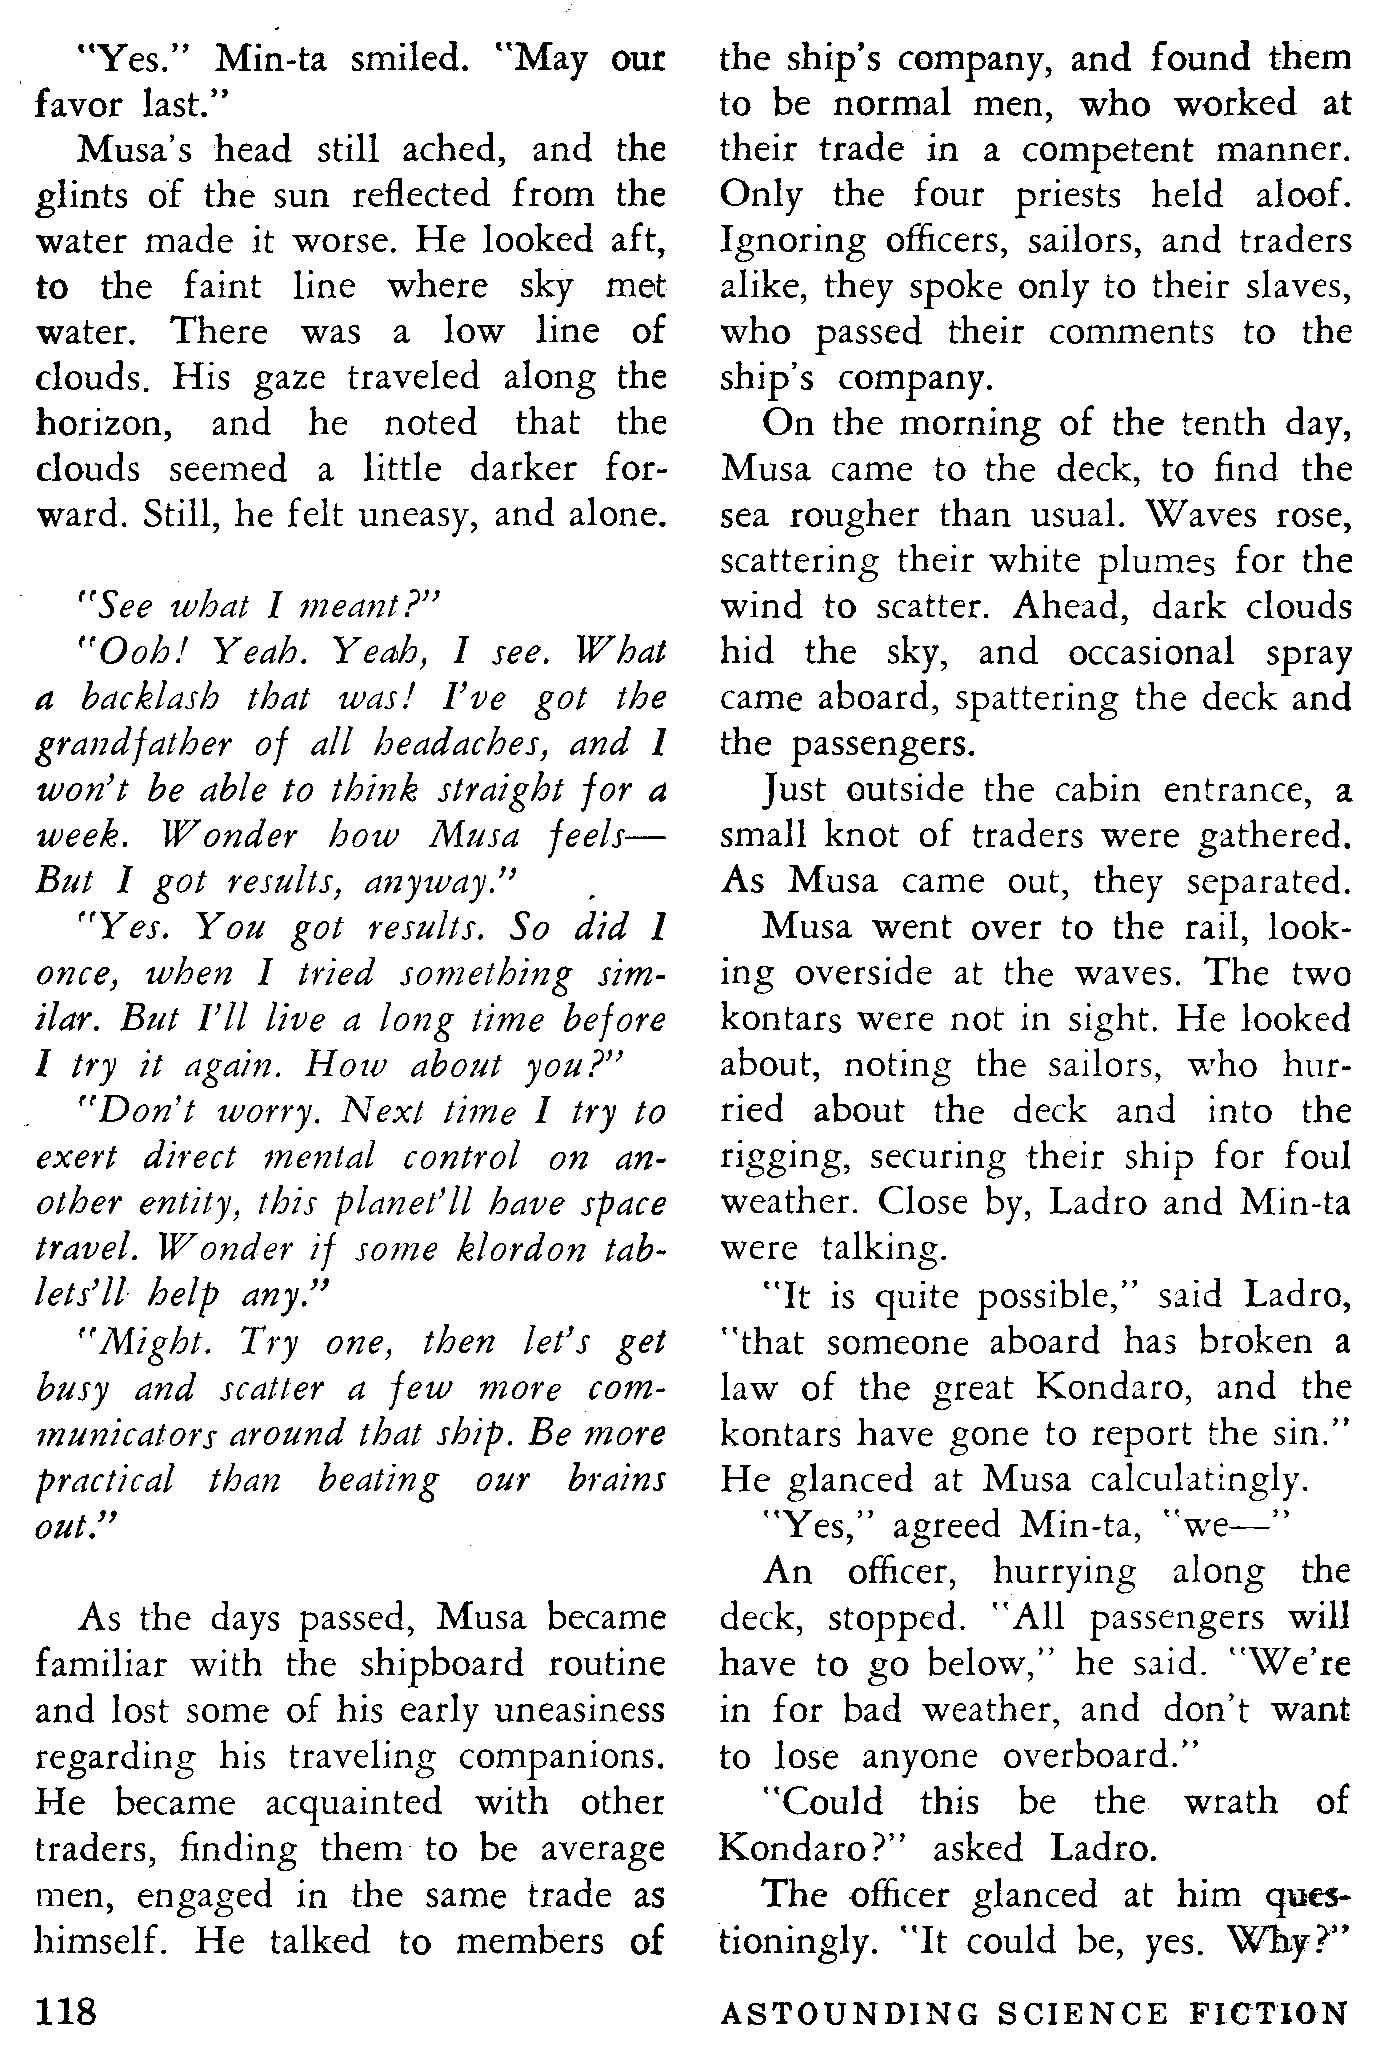 "Yes." Min-ta smiled. "May our
favor last."
Musa's head still ached, and the
glints of the sun reflected from the
water made it worse. He looked aft,
to the faint line where sky met
water. There was a low line of
clouds. His gaze traveled along the
horizon, and he noted that the
clouds seemed a little darker for-
ward. Still, he felt uneasy, and alone.
"See what I meant?"
"Ooh! Yeah. Yeah, I see. What
a backlash that was! I've got the
grandfather of all headaches, and I
won't be able to think straight for a
week. Wonder how Musa feels—
But I got results, anyway."
"Yes. You got results. So did I
once, when I tried something sim-
ilar. But I'll live a long time before
I try it again. How about you?"
"Don't worry. Next time I try to
exert direct mental control on an-
other entity, this planet'll have space
travel. Wonder if some klordon tab-
lets'll help any."
"Might. Try one, then let's get
busy and scatter a few more com-
municators around that ship. Be more
practical than beating our brains
out."
As the days passed, Musa became
familiar with the shipboard routine
and lost some of his early uneasiness
regarding his traveling companions.
He became acquainted with other
traders, finding them to be average
men, engaged in the same trade as
himself. He talked to members of
the ship's company, and found them
to be normal men, who worked at
their trade in a competent manner.
Only the four priests held aloof.
Ignoring officers, sailors, and traders
alike, they spoke only to their slaves,
who passed their comments to the
ship's company.
On the morning of the tenth day,
Musa came to the deck, to find the
sea rougher than usual. Waves rose,
scattering their white plumes for the
wind to scatter. Ahead, dark clouds
hid the sky, and occasional spray
came aboard, spattering the deck and
the passengers.
Just outside the cabin entrance, a
small knot of traders were gathered.
As Musa came out, they separated.
Musa went over to the rail, look-
ing overside at the waves. The two
kontars were not in sight. He looked
about, noting the sailors, who hur-
ried about the deck and into the
rigging, securing their ship for foul
weather. Close by, Ladro and Min-ta
were talking.
"It is quite possible," said Ladro,
"that someone aboard has broken a
law of the great Kondaro, and the
kontars have gone to report the sin."
He glanced at Musa calculatingly.
"Yes," agreed Min-ta, "we—"
An officer, hurrying along the
deck, stopped. "All passengers will
have to go below," he said. "We're
in for bad weather, and don't want
to lose anyone overboard."
"Could this be the wrath of
Kondaro?" asked Ladro.
The officer glanced at him ques-
tioningly. "It could be, yes. Why?"
118
ASTOUNDING SCIENCE FICTION